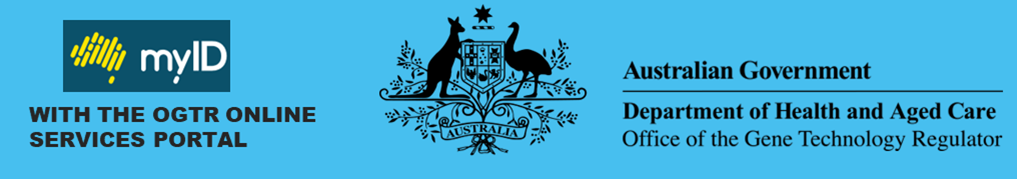 myID
WITH THE OGTR ONLINE
SERVICES PORTAL
AUSTRALIA
Australian Government
Department of Health and Aged Care
Office of the Gene Technology Regulator